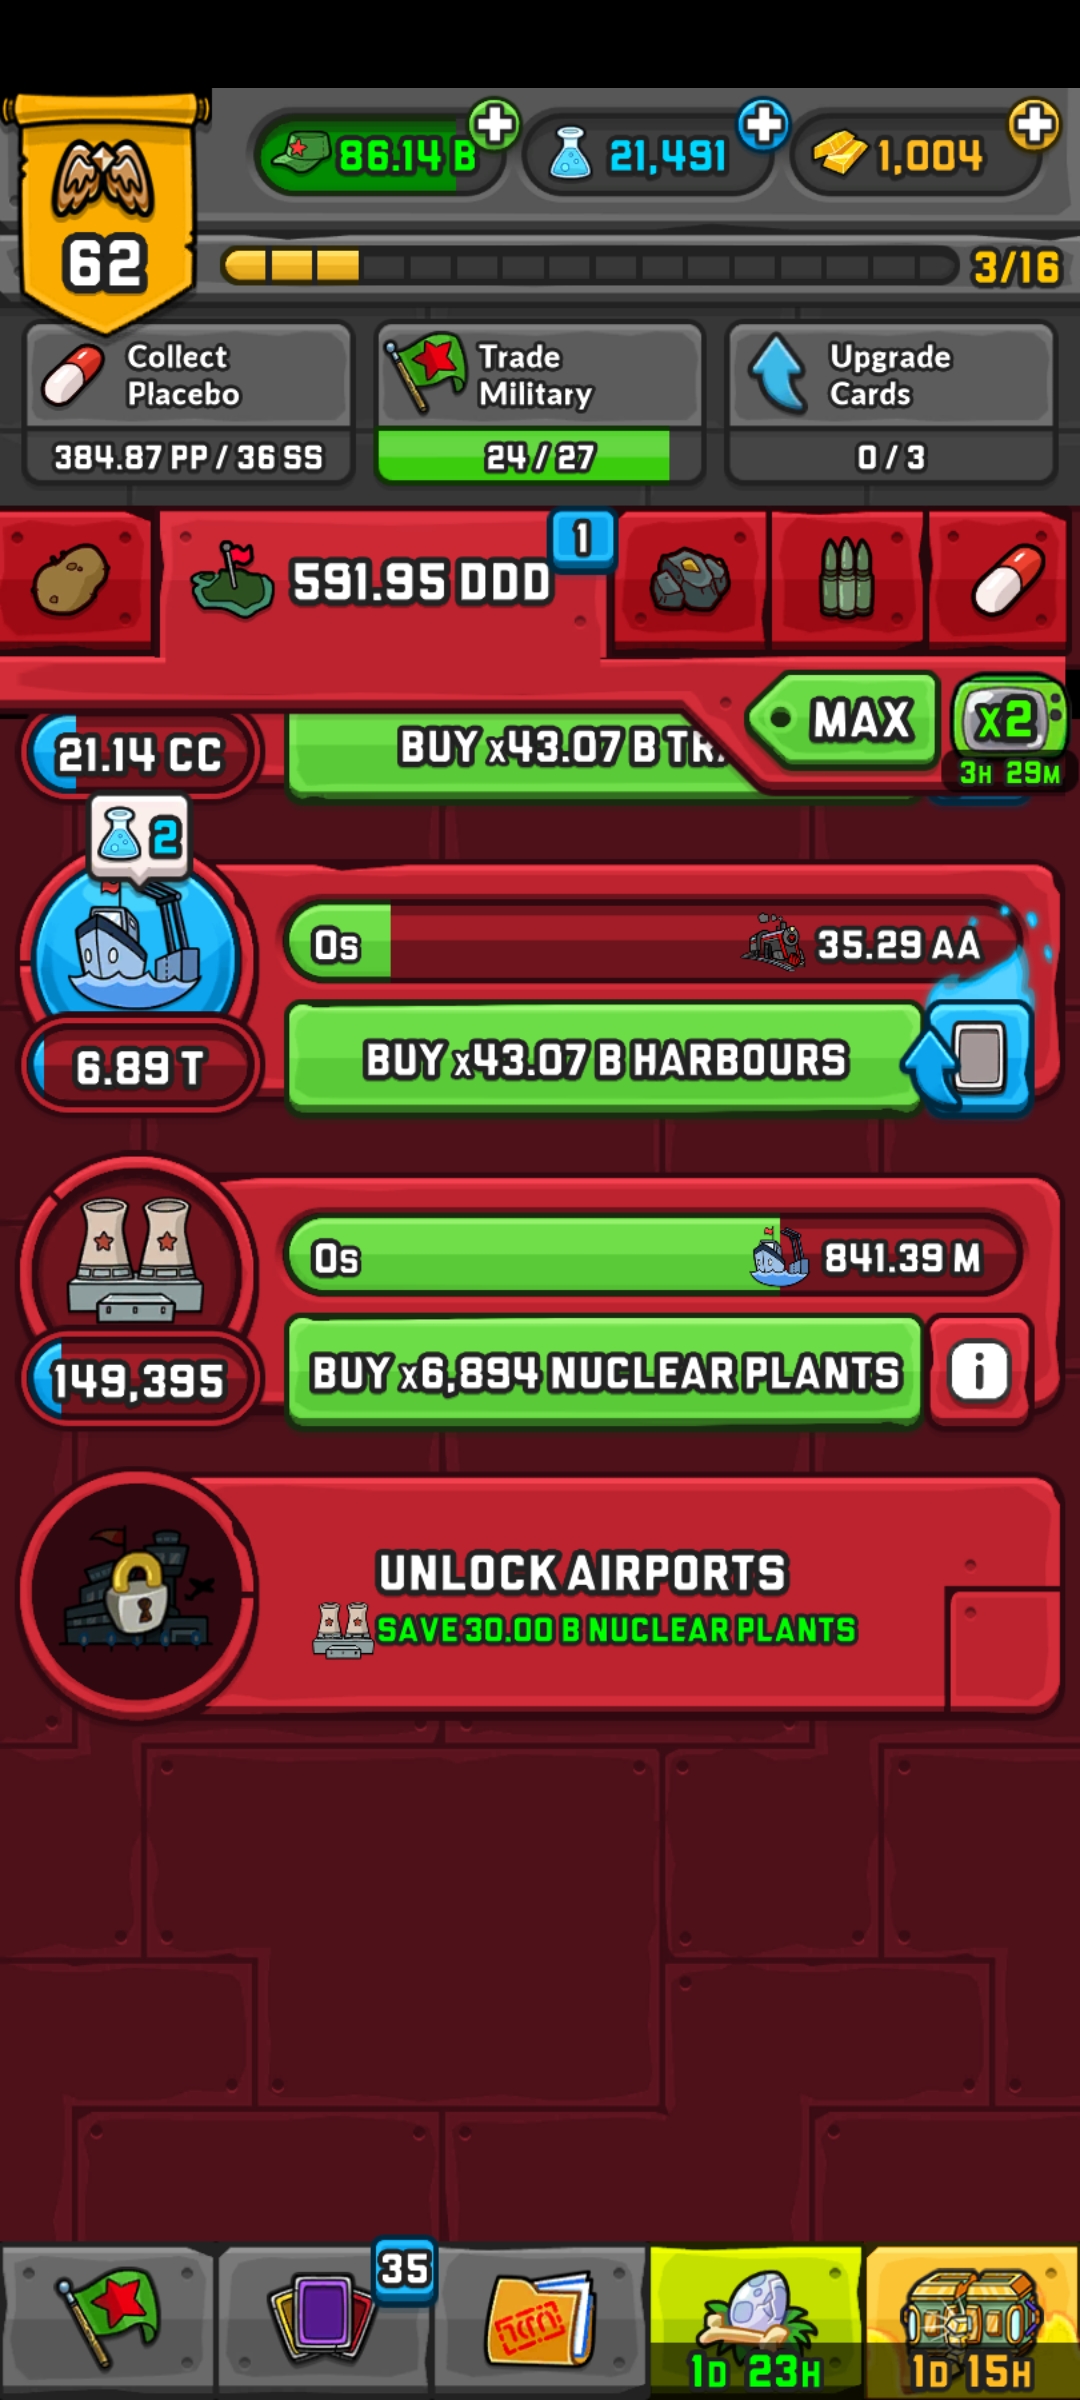 86.14 B
21,491
1,004
62
3/16
Collect
Placebo
384.87 PP / 36 SS
Trade
Military
24 / 27
Upgrade
Cards
0 / 3
591.95 DDD
1
MAX
x2
3H 29M
21.14 CC
BUY x43.07 B
2
0s
35.29 AA
6.89 T
BUY x43.07 B HARBOURS
0s
841.39 M
149,395
BUY x6,894 NUCLEAR PLANTS
i
UNLOCK AIRPORTS
SAVE 30.00 B NUCLEAR PLANTS
35
1D 23H
1D 15H